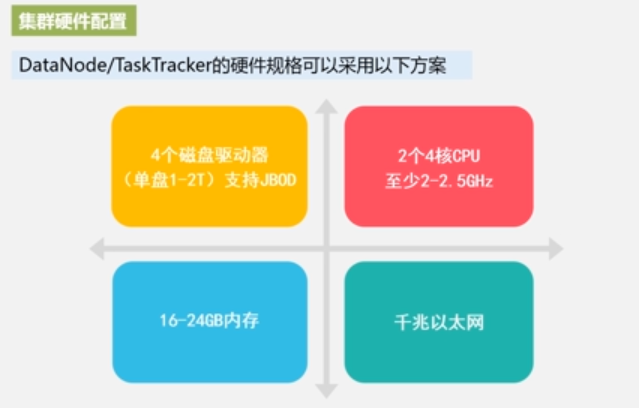 集群硬件配置
DataNode/TaskTracker的硬件规格可以采用以下方案
4个磁盘驱动器
（单盘1-2T）支持JBOD
2个4核CPU
至少2-2.5GHz
16-24GB内存
千兆以太网